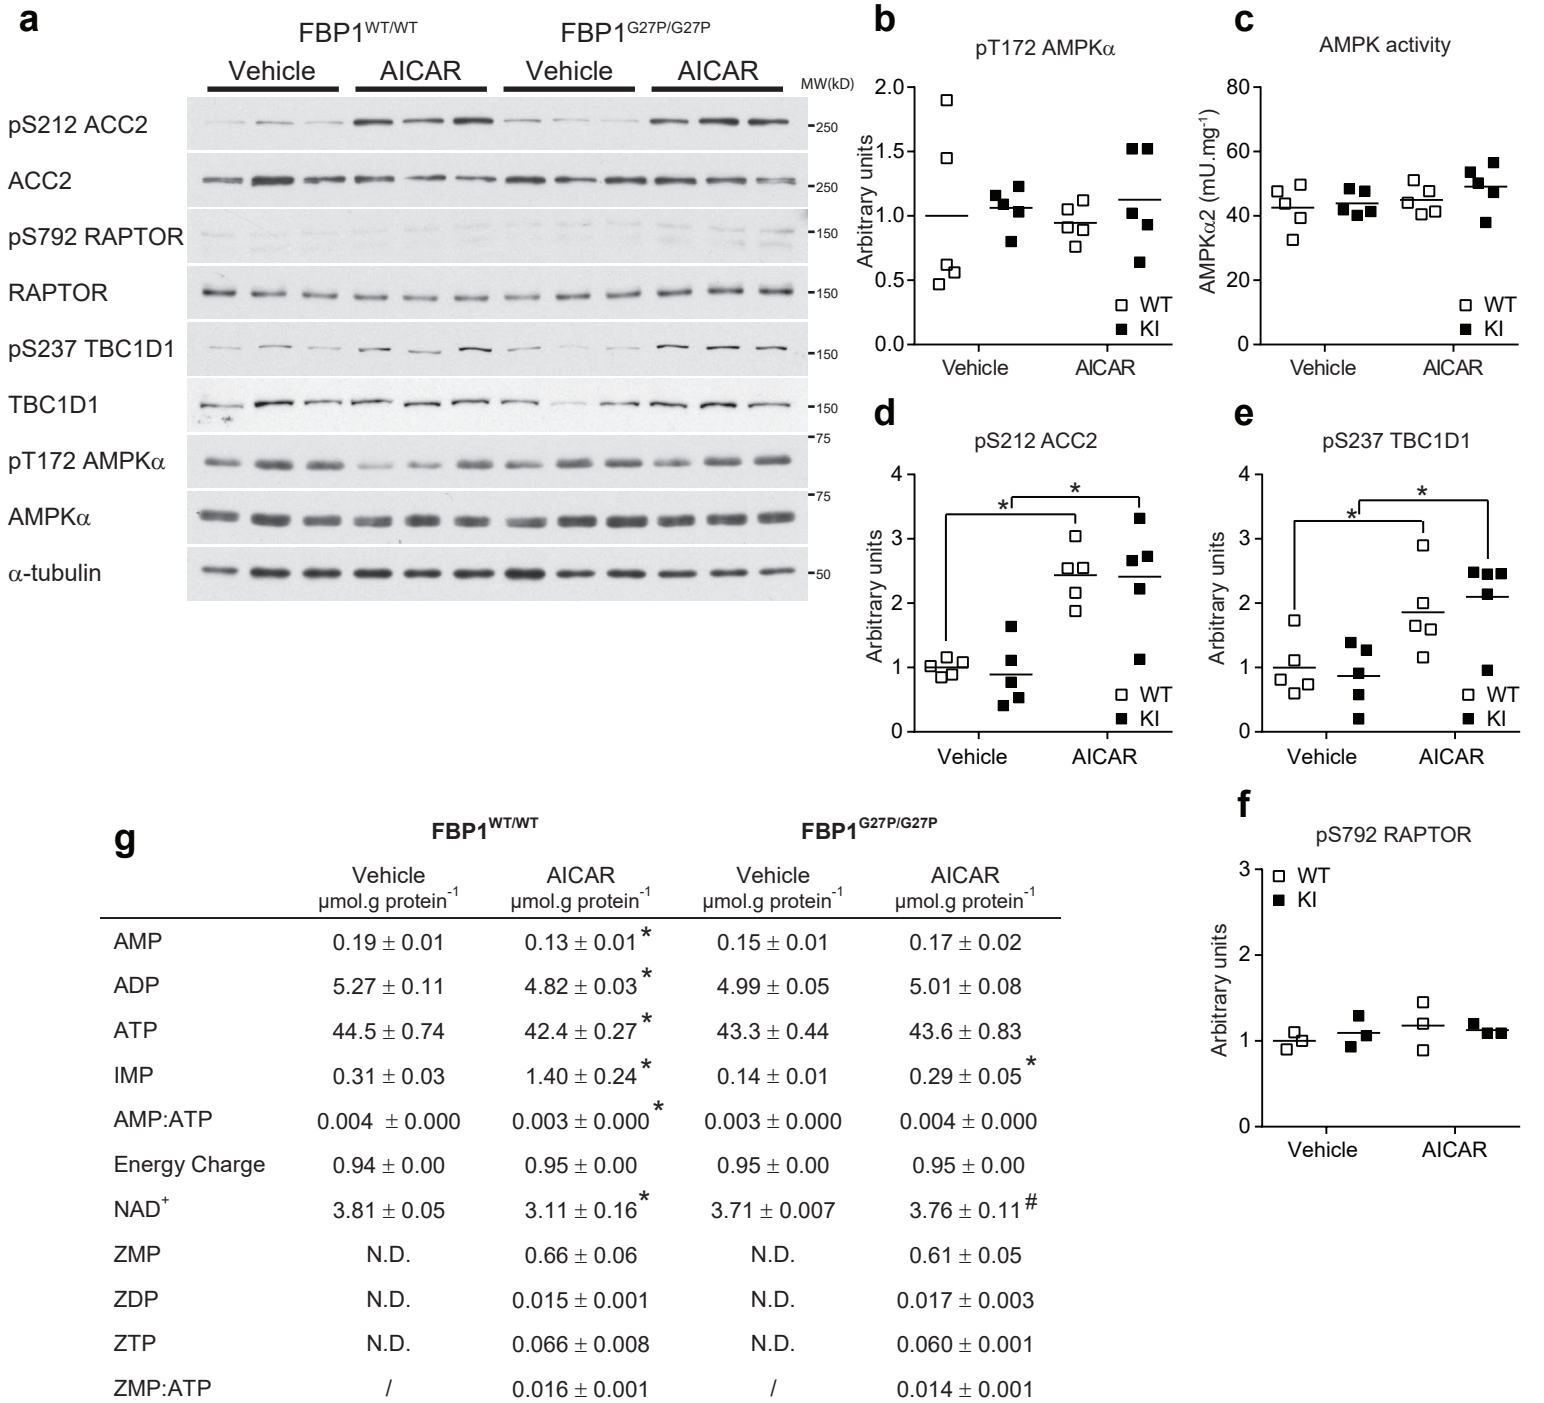 a
FBP1WT/WT FBP1G27P/G27P
Vehicle AICAR Vehicle AICAR MW(kD)
pS212 ACC2 250
ACC2 250
pS792 RAPTOR 150
RAPTOR 150
pS237 TBC1D1 150
TBC1D1 150
75
pT172 AMPKα
75
AMPKα
α-tubulin 50
b
pT172 AMPKα
Arbitrary units
2.0
1.5
1.0
0.5
0.0
WT
KI
Vehicle AICAR
c
AMPK activity
AMPKα2 (mU.mg-1)
80
60
40
20
0
WT
KI
Vehicle AICAR
d
pS212 ACC2
Arbitrary units
4
3
2
1
0
* *
WT
KI
Vehicle AICAR
e
pS237 TBC1D1
Arbitrary units
4
3
2
1
0
* *
WT
KI
Vehicle AICAR
f
pS792 RAPTOR
Arbitrary units
3
2
1
0
WT
KI
Vehicle AICAR
g
FBP1WT/WT FBP1G27P/G27P
Vehicle AICAR Vehicle AICAR
µmol.g protein-1 µmol.g protein-1 µmol.g protein-1 µmol.g protein-1
AMP 0.19 ± 0.01 0.13 ± 0.01* 0.15 ± 0.01 0.17 ± 0.02
ADP 5.27 ± 0.11 4.82 ± 0.03* 4.99 ± 0.05 5.01 ± 0.08
ATP 44.5 ± 0.74 42.4 ± 0.27* 43.3 ± 0.44 43.6 ± 0.83
IMP 0.31 ± 0.03 1.40 ± 0.24* 0.14 ± 0.01 0.29 ± 0.05*
AMP:ATP 0.004 ± 0.000 0.003 ± 0.000* 0.003 ± 0.000 0.004 ± 0.000
Energy Charge 0.94 ± 0.00 0.95 ± 0.00 0.95 ± 0.00 0.95 ± 0.00
NAD+ 3.81 ± 0.05 3.11 ± 0.16* 3.71 ± 0.007 3.76 ± 0.11#
ZMP N.D. 0.66 ± 0.06 N.D. 0.61 ± 0.05
ZDP N.D. 0.015 ± 0.001 N.D. 0.017 ± 0.003
ZTP N.D. 0.066 ± 0.008 N.D. 0.060 ± 0.001
ZMP:ATP / 0.016 ± 0.001 / 0.014 ± 0.001